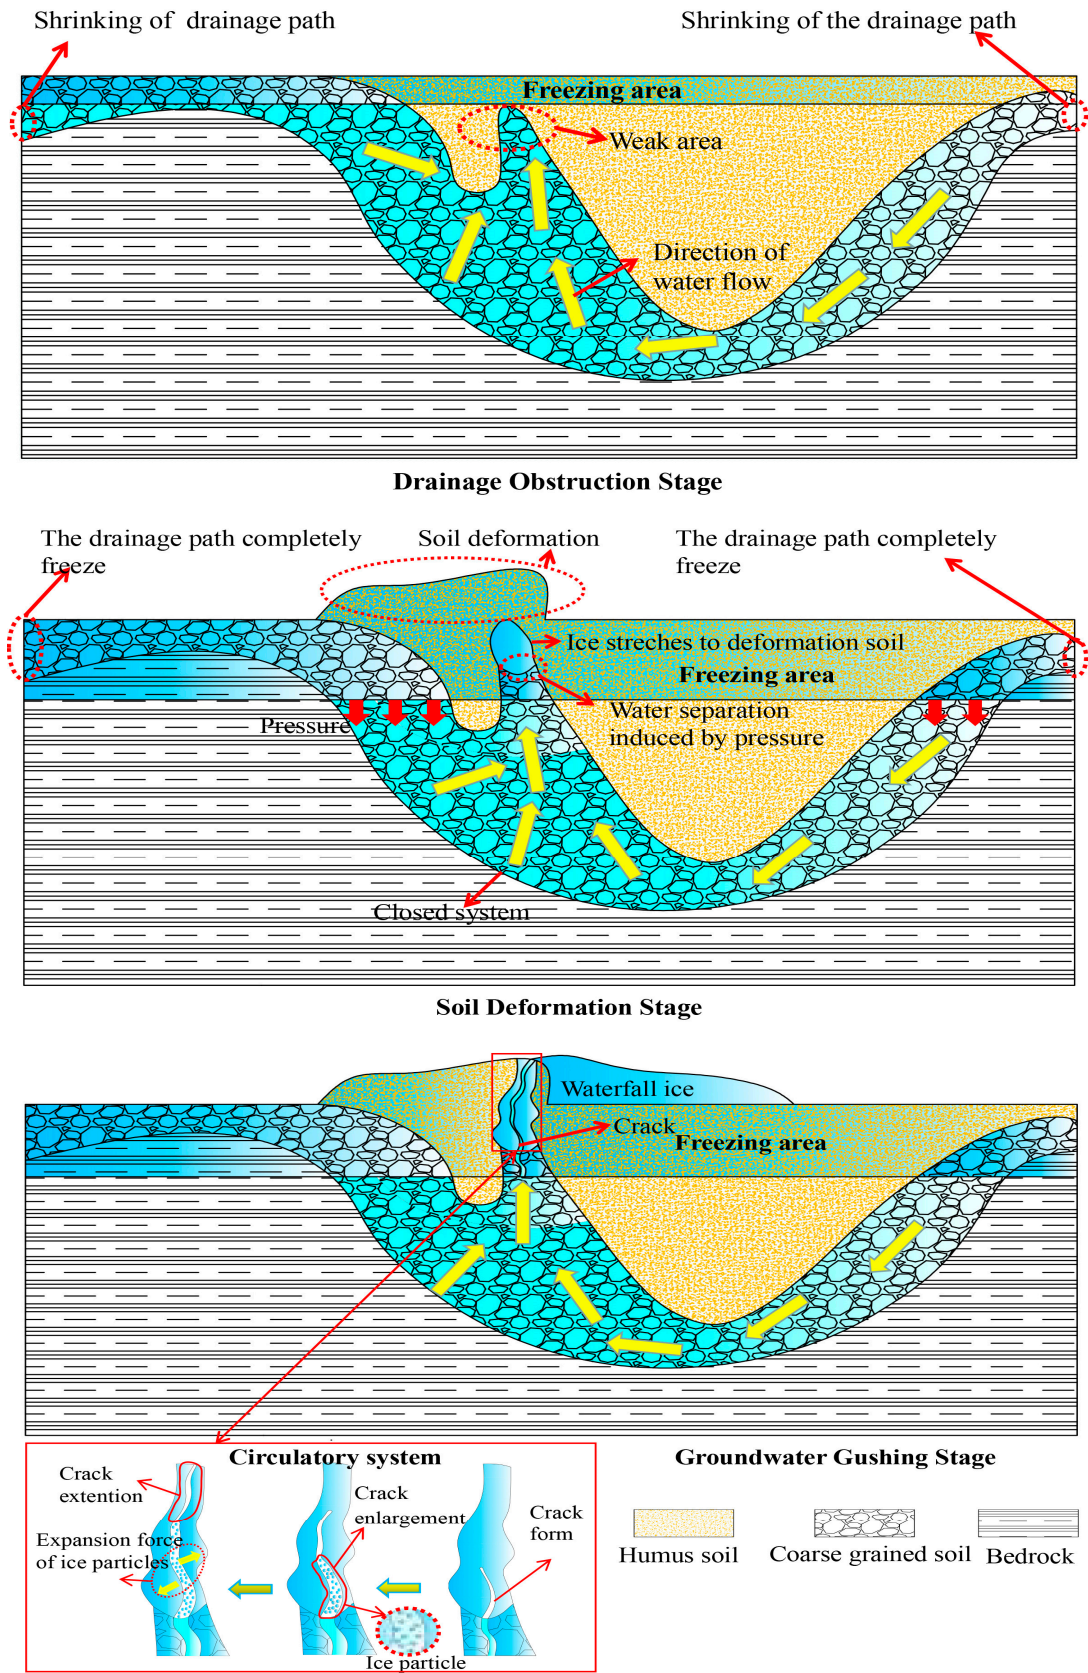 Shrinking of drainage path
Shrinking of the drainage path
Freezing area
Weak area
Direction of
water flow
Drainage Obstruction Stage
The drainage path completely
freeze
Soil deformation
The drainage path completely
freeze
Ice streches to deformation soil
Freezing area
Water separation
induced by pressure
Pressure
Closed system
Soil Deformation Stage
Waterfall ice
Crack
Freezing area
Circulatory system
Groundwater Gushing Stage
Crack
extention
Crack
enlargement
Crack
form
Expansion force
of ice particles
Ice particle
Humus soil
Coarse grained soil
Bedrock